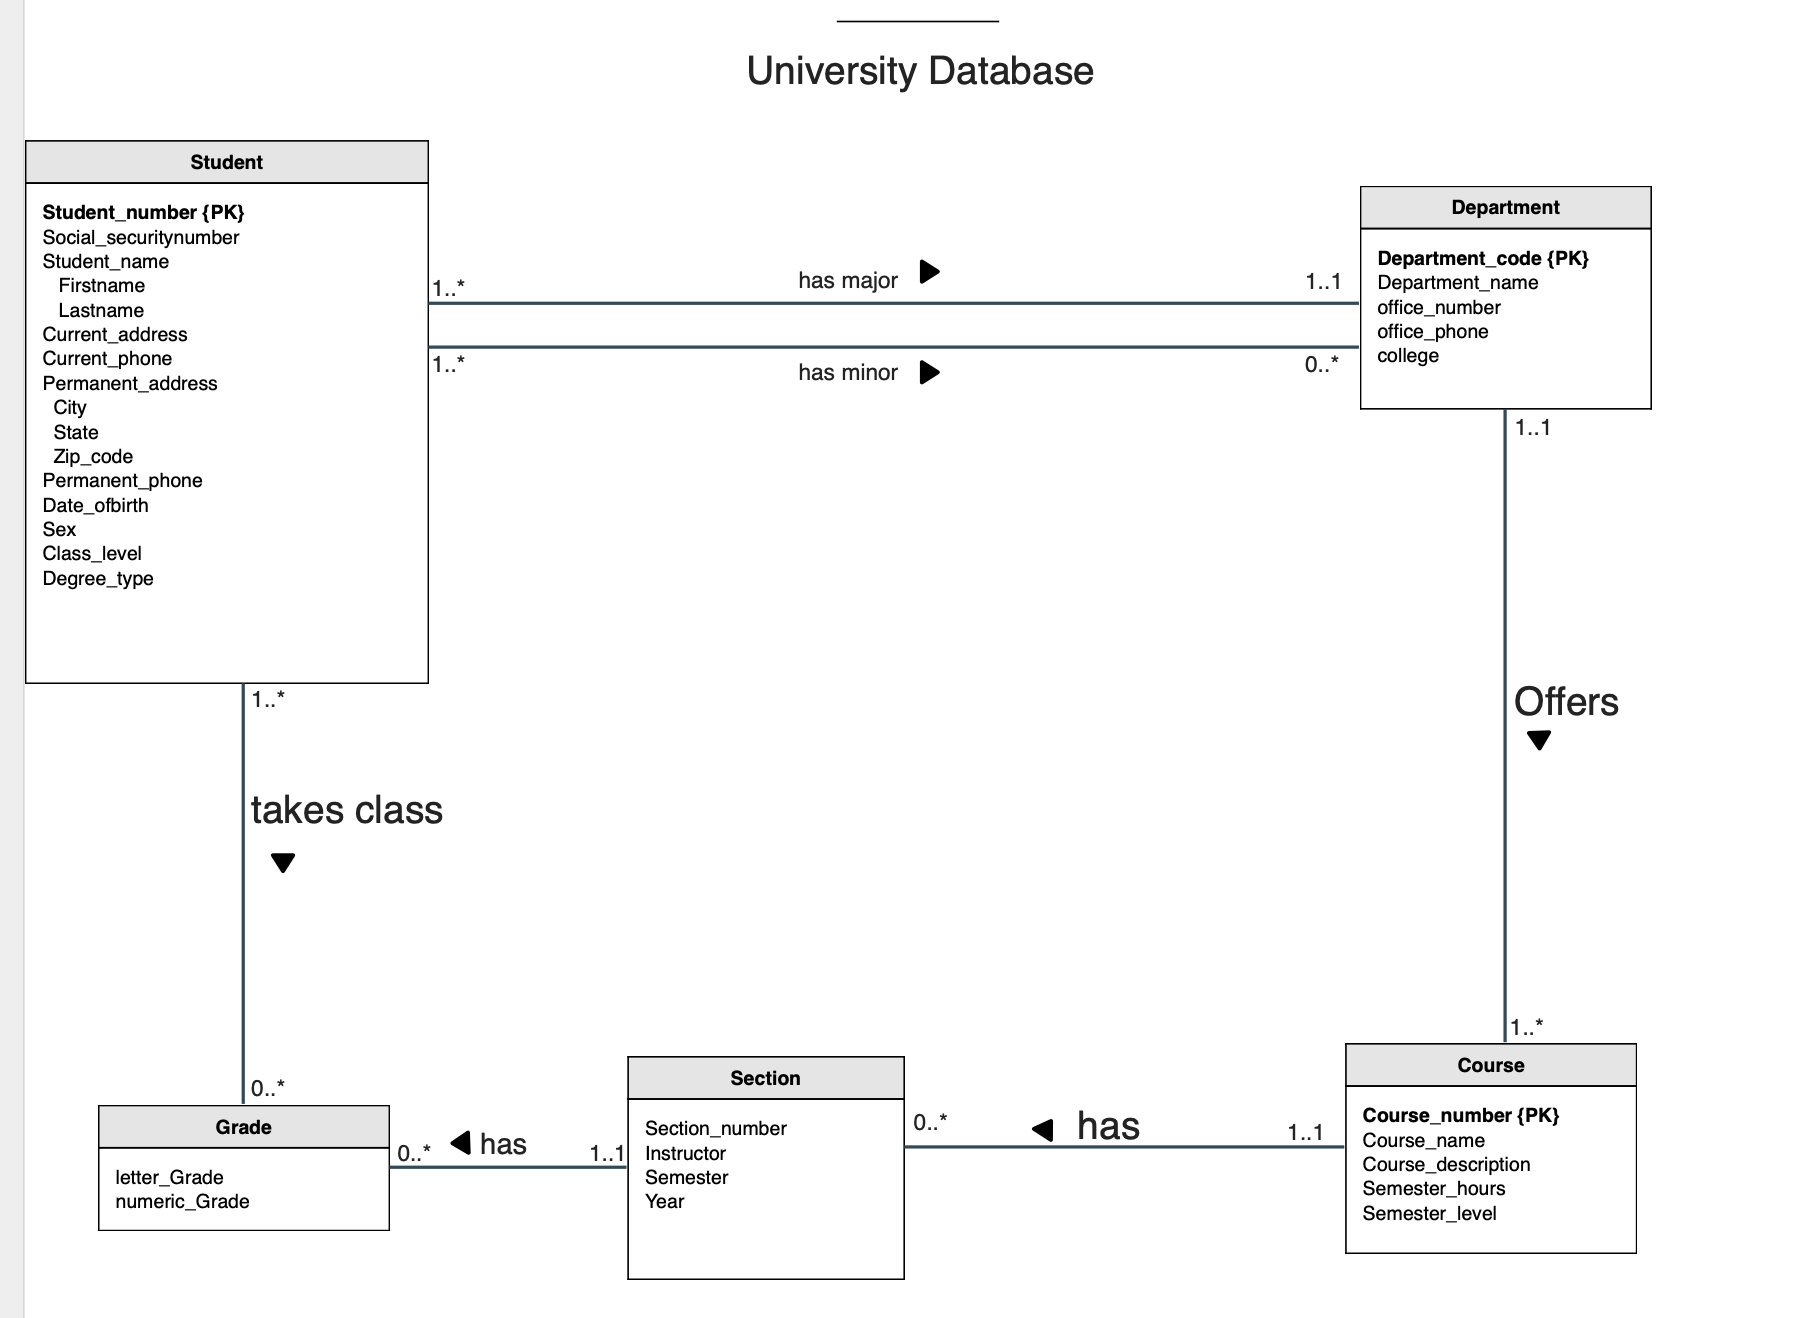 University Database
Student
Student_number {PK}
Social_securitynumber
Student_name
Firstname
Lastname
Current_address
Current_phone
Permanent_address
City
State
Zip_code
Permanent_phone
Date_ofbirth
Sex
Class_level
Degree_type
1..*
has major
1..1
1..*
has minor
0..*
Department
Department_code {PK}
Department_name
office_number
office_phone
college
1..1
Offers
1..*
1..*
takes class
0..*
Grade
letter_Grade
numeric_Grade
0..*
has
1..1
Section
Section_number
Instructor
Semester
Year
0..*
has
1..1
Course
Course_number {PK}
Course_name
Course_description
Semester_hours
Semester_level